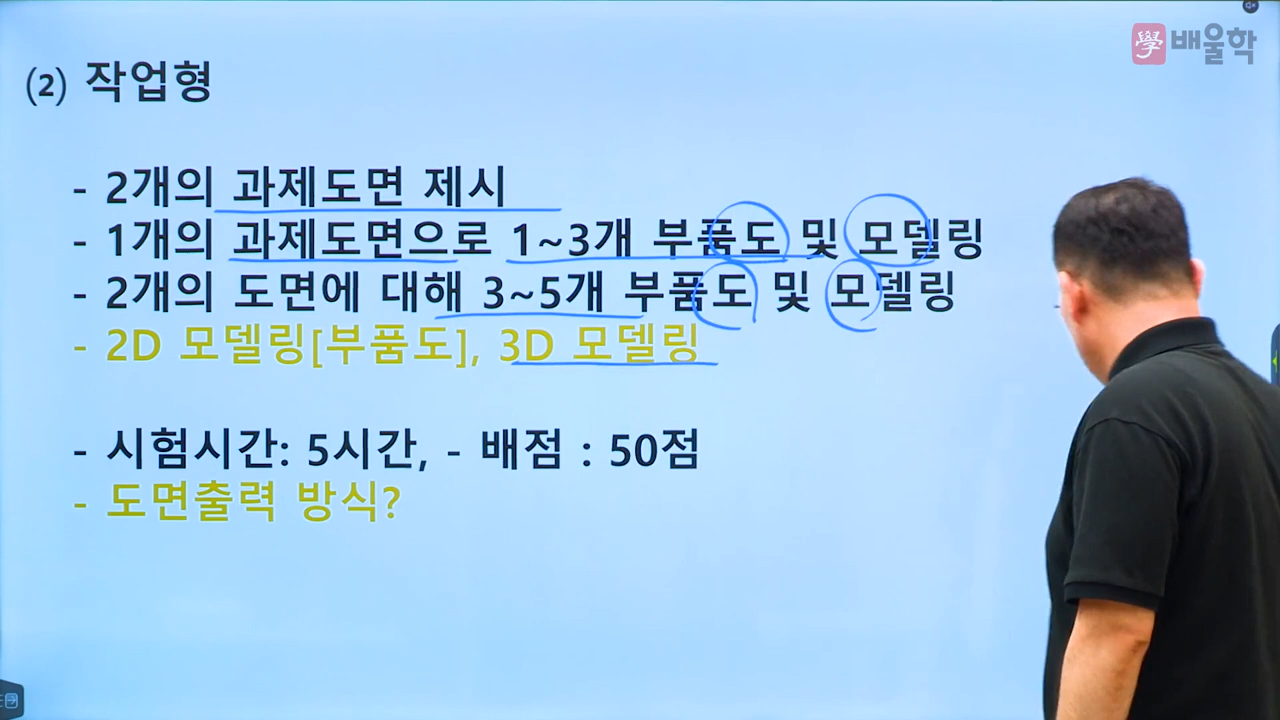 學 배울학
(2) 작업형
- 2개의 과제도면 제시
- 1개의 과제도면으로 1~3개 부품도 및 모델링
- 2개의 도면에 대해 3~5개 부품도 및 모델링
- 2D 모델링[부품도], 3D 모델링
- 시험시간: 5시간, - 배점 : 50점
- 도면출력 방식?